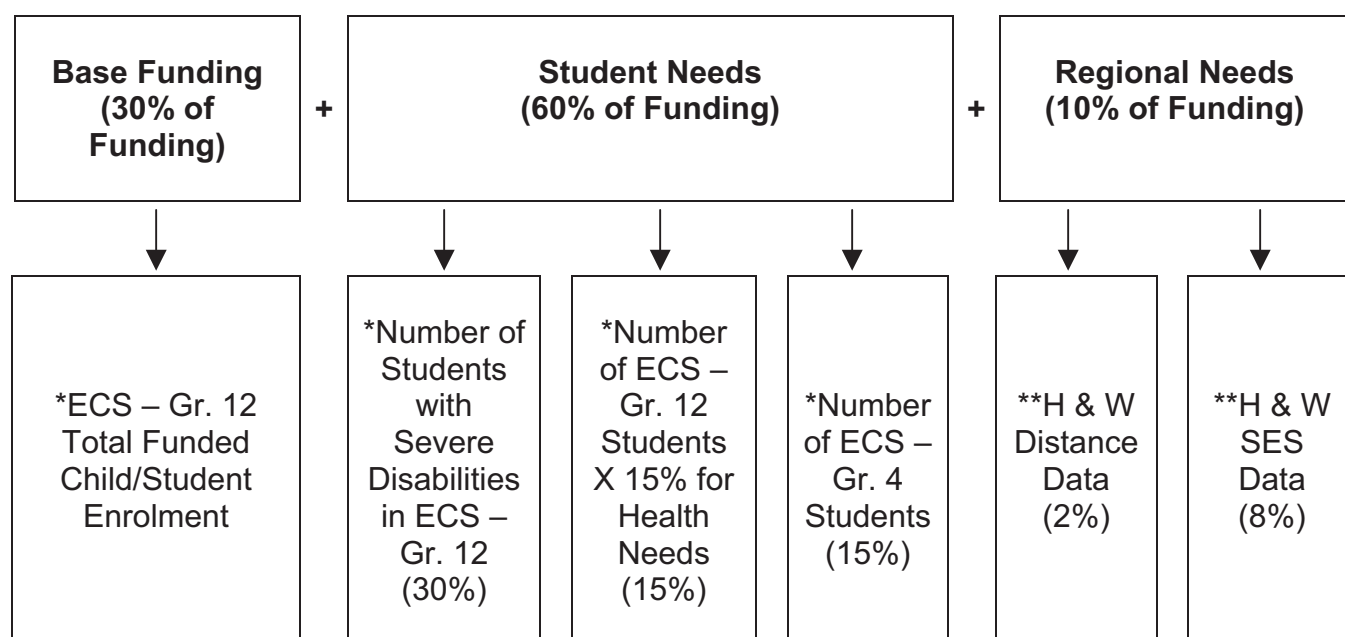 Base Funding
(30% of
Funding)
+
Student Needs
(60% of Funding)
+
Regional Needs
(10% of Funding)
*ECS – Gr. 12
Total Funded
Child/Student
Enrolment
*Number of
Students
with
Severe
Disabilities
in ECS –
Gr. 12
(30%)
*Number
of ECS –
Gr. 12
Students
X 15% for
Health
Needs
(15%)
*Number
of ECS –
Gr. 4
Students
(15%)
**H & W
Distance
Data
(2%)
**H & W
SES
Data
(8%)